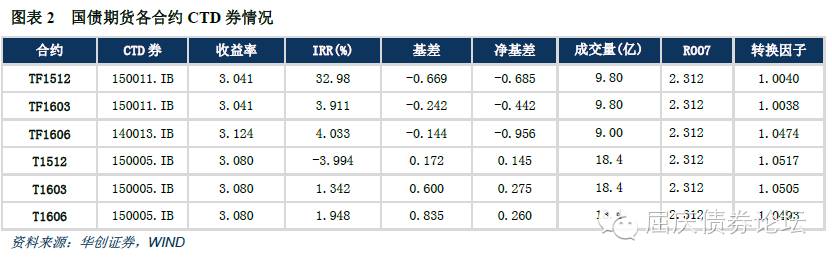 图表 2 国债期货各合约 CTD 券情况
合约 CTD 券 收益率 IRR(%) 基差 净基差 成交量(亿) R007 转换因子
TF1512 150011.IB 3.041 32.98 -0.669 -0.685 9.80 2.312 1.0040
TF1603 150011.IB 3.041 3.911 -0.242 -0.442 9.80 2.312 1.0038
TF1606 140013.IB 3.124 4.033 -0.144 -0.956 9.00 2.312 1.0474
T1512 150005.IB 3.080 -3.994 0.172 0.145 18.4 2.312 1.0517
T1603 150005.IB 3.080 1.342 0.600 0.275 18.4 2.312 1.0505
T1606 150005.IB 3.080 1.948 0.835 0.260 2.312 1.0493
屈庆债券论坛
资料来源：华创证券，WIND